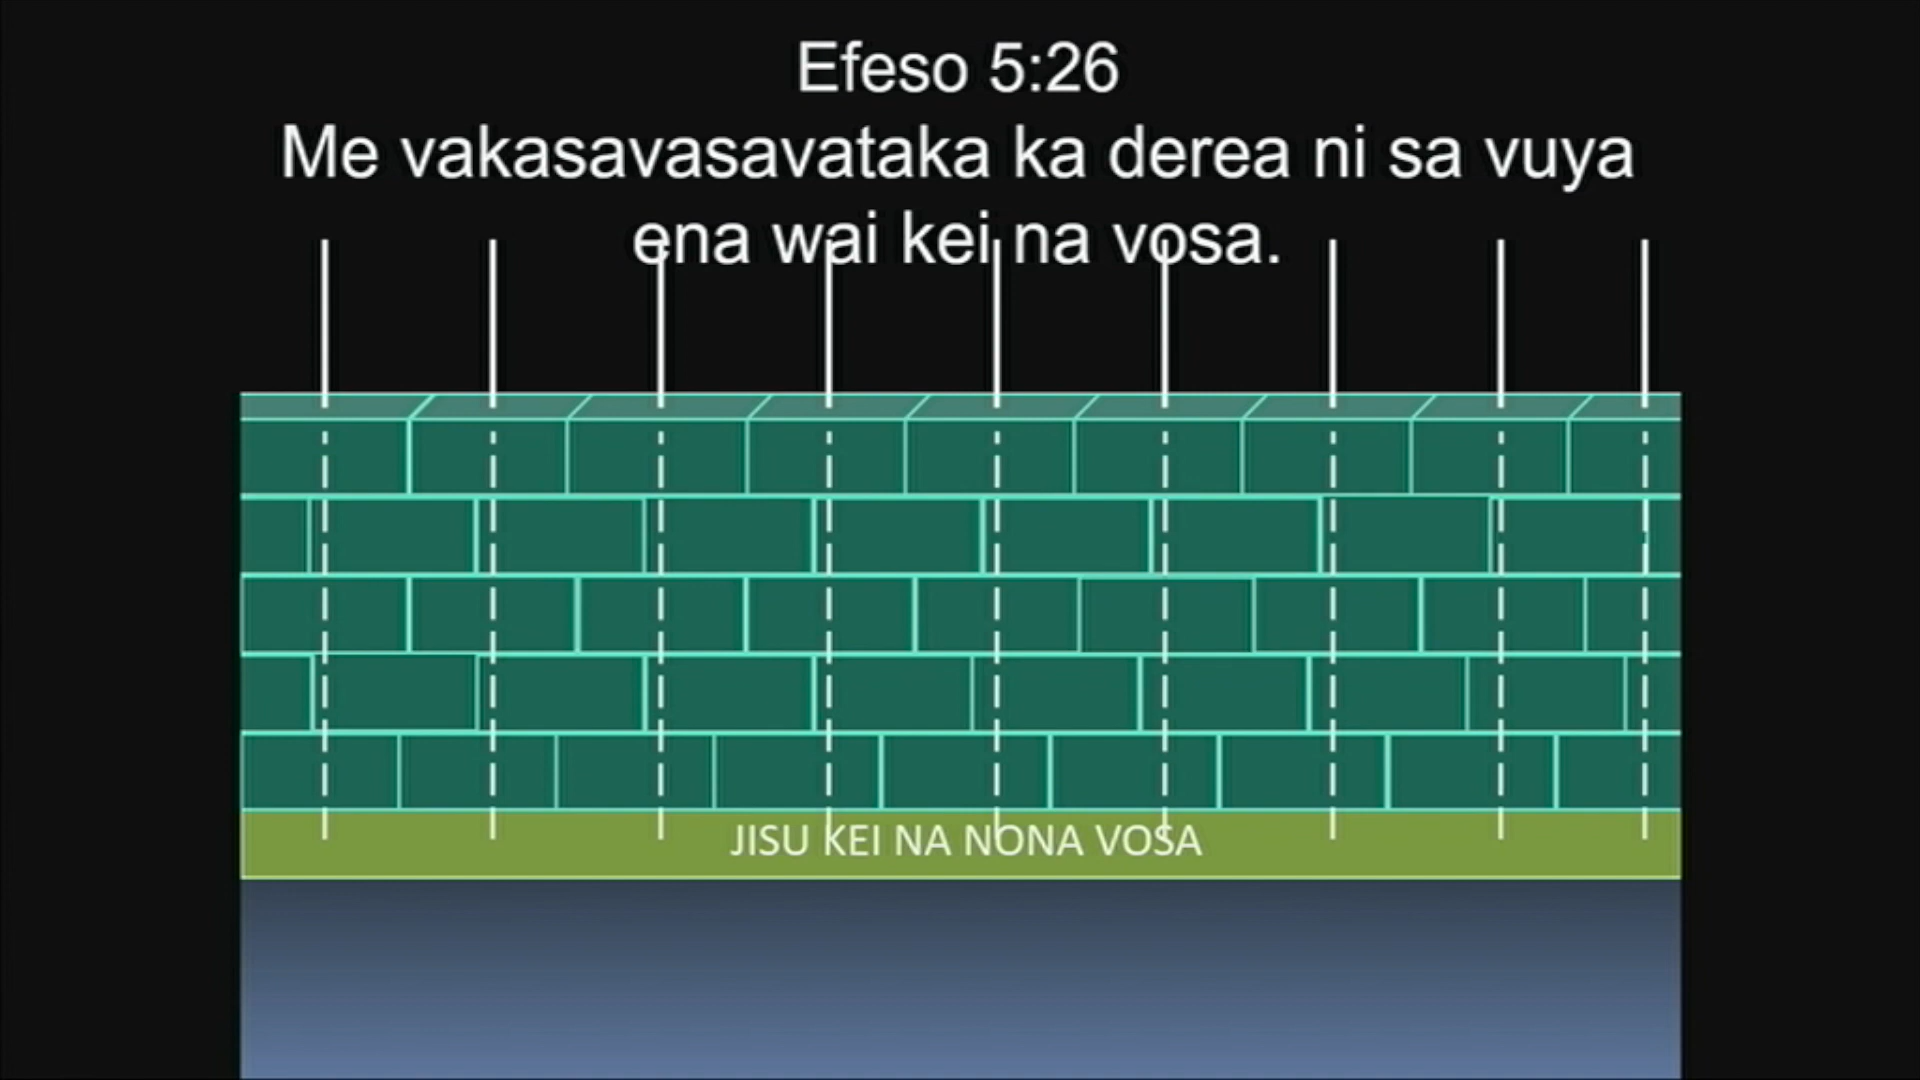 Efeso 5:26
Me vakasavasavataka ka derea ni sa vuya
ena wai kei na vosa.
JISU KEI NA NONA VOSA